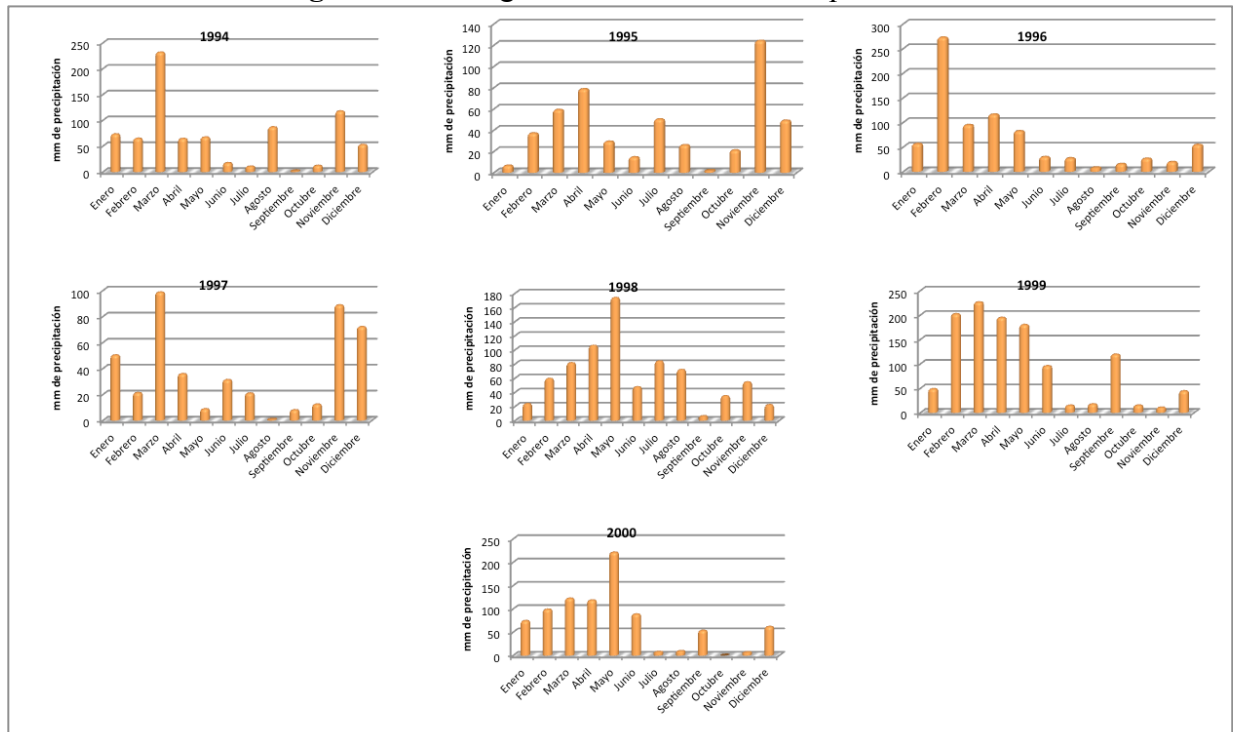 1994
mm de precipitación
250
200
150
100
50
0
Enero
Febrero
Marzo
Abril
Mayo
Junio
Julio
Agosto
Septiembre
Octubre
Noviembre
Diciembre
1995
mm de precipitación
140
120
100
80
60
40
20
0
Enero
Febrero
Marzo
Abril
Mayo
Junio
Julio
Agosto
Septiembre
Octubre
Noviembre
Diciembre
1996
mm de precipitación
300
250
200
150
100
50
0
Enero
Febrero
Marzo
Abril
Mayo
Junio
Julio
Agosto
Septiembre
Octubre
Noviembre
Diciembre
1997
mm de precipitación
100
80
60
40
20
0
Enero
Febrero
Marzo
Abril
Mayo
Junio
Julio
Agosto
Septiembre
Octubre
Noviembre
Diciembre
1998
mm de precipitación
180
160
140
120
100
80
60
40
20
0
Enero
Febrero
Marzo
Abril
Mayo
Junio
Julio
Agosto
Septiembre
Octubre
Noviembre
Diciembre
1999
mm de precipitación
250
200
150
100
50
0
Enero
Febrero
Marzo
Abril
Mayo
Junio
Julio
Agosto
Septiembre
Octubre
Noviembre
Diciembre
2000
mm de precipitación
250
200
150
100
50
0
Enero
Febrero
Marzo
Abril
Mayo
Junio
Julio
Agosto
Septiembre
Octubre
Noviembre
Diciembre